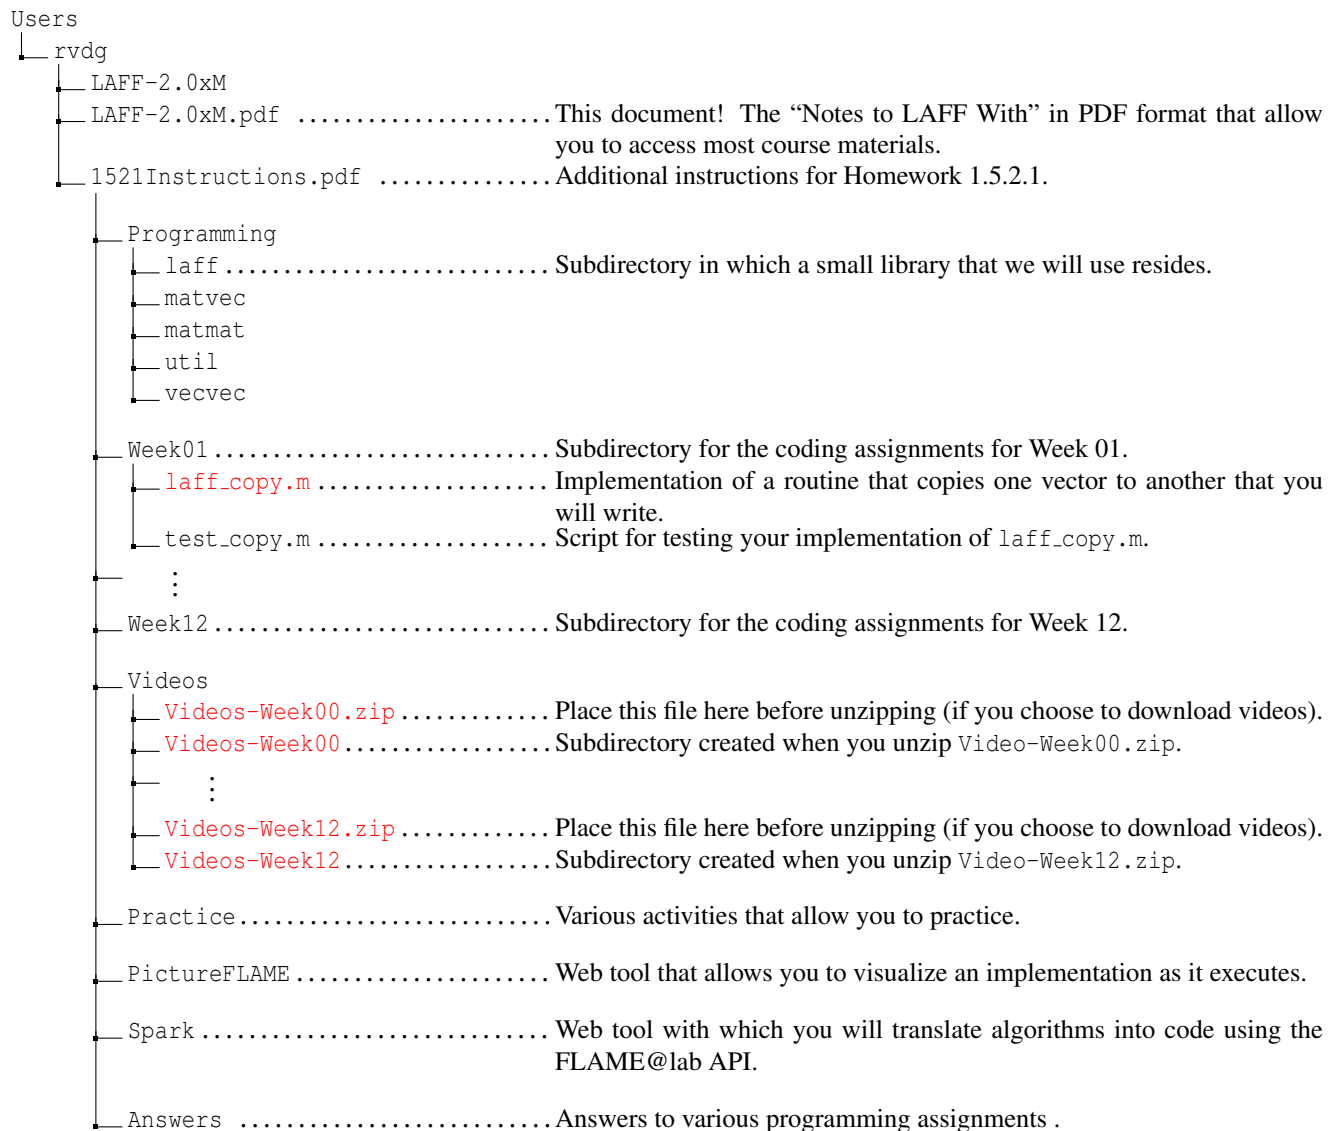 Users
rvdg
LAFF-2.0xM
LAFF-2.0xM.pdf ...................... This document! The “Notes to LAFF With” in PDF format that allow
you to access most course materials.
1521Instructions.pdf ............... Additional instructions for Homework 1.5.2.1.
Programming
laff ............................ Subdirectory in which a small library that we will use resides.
matvec
matmat
util
vecvec
Week01 ............................. Subdirectory for the coding assignments for Week 01.
laff_copy.m .................... Implementation of a routine that copies one vector to another that you
will write.
test_copy.m .................... Script for testing your implementation of laff_copy.m.
⋮
Week12 ............................. Subdirectory for the coding assignments for Week 12.
Videos
Videos-Week00.zip ............. Place this file here before unzipping (if you choose to download videos).
Videos-Week00 .................. Subdirectory created when you unzip Video-Week00.zip.
⋮
Videos-Week12.zip ............. Place this file here before unzipping (if you choose to download videos).
Videos-Week12 .................. Subdirectory created when you unzip Video-Week12.zip.
Practice ........................... Various activities that allow you to practice.
PictureFLAME ...................... Web tool that allows you to visualize an implementation as it executes.
Spark .............................. Web tool with which you will translate algorithms into code using the
FLAME@lab API.
Answers ........................... Answers to various programming assignments .